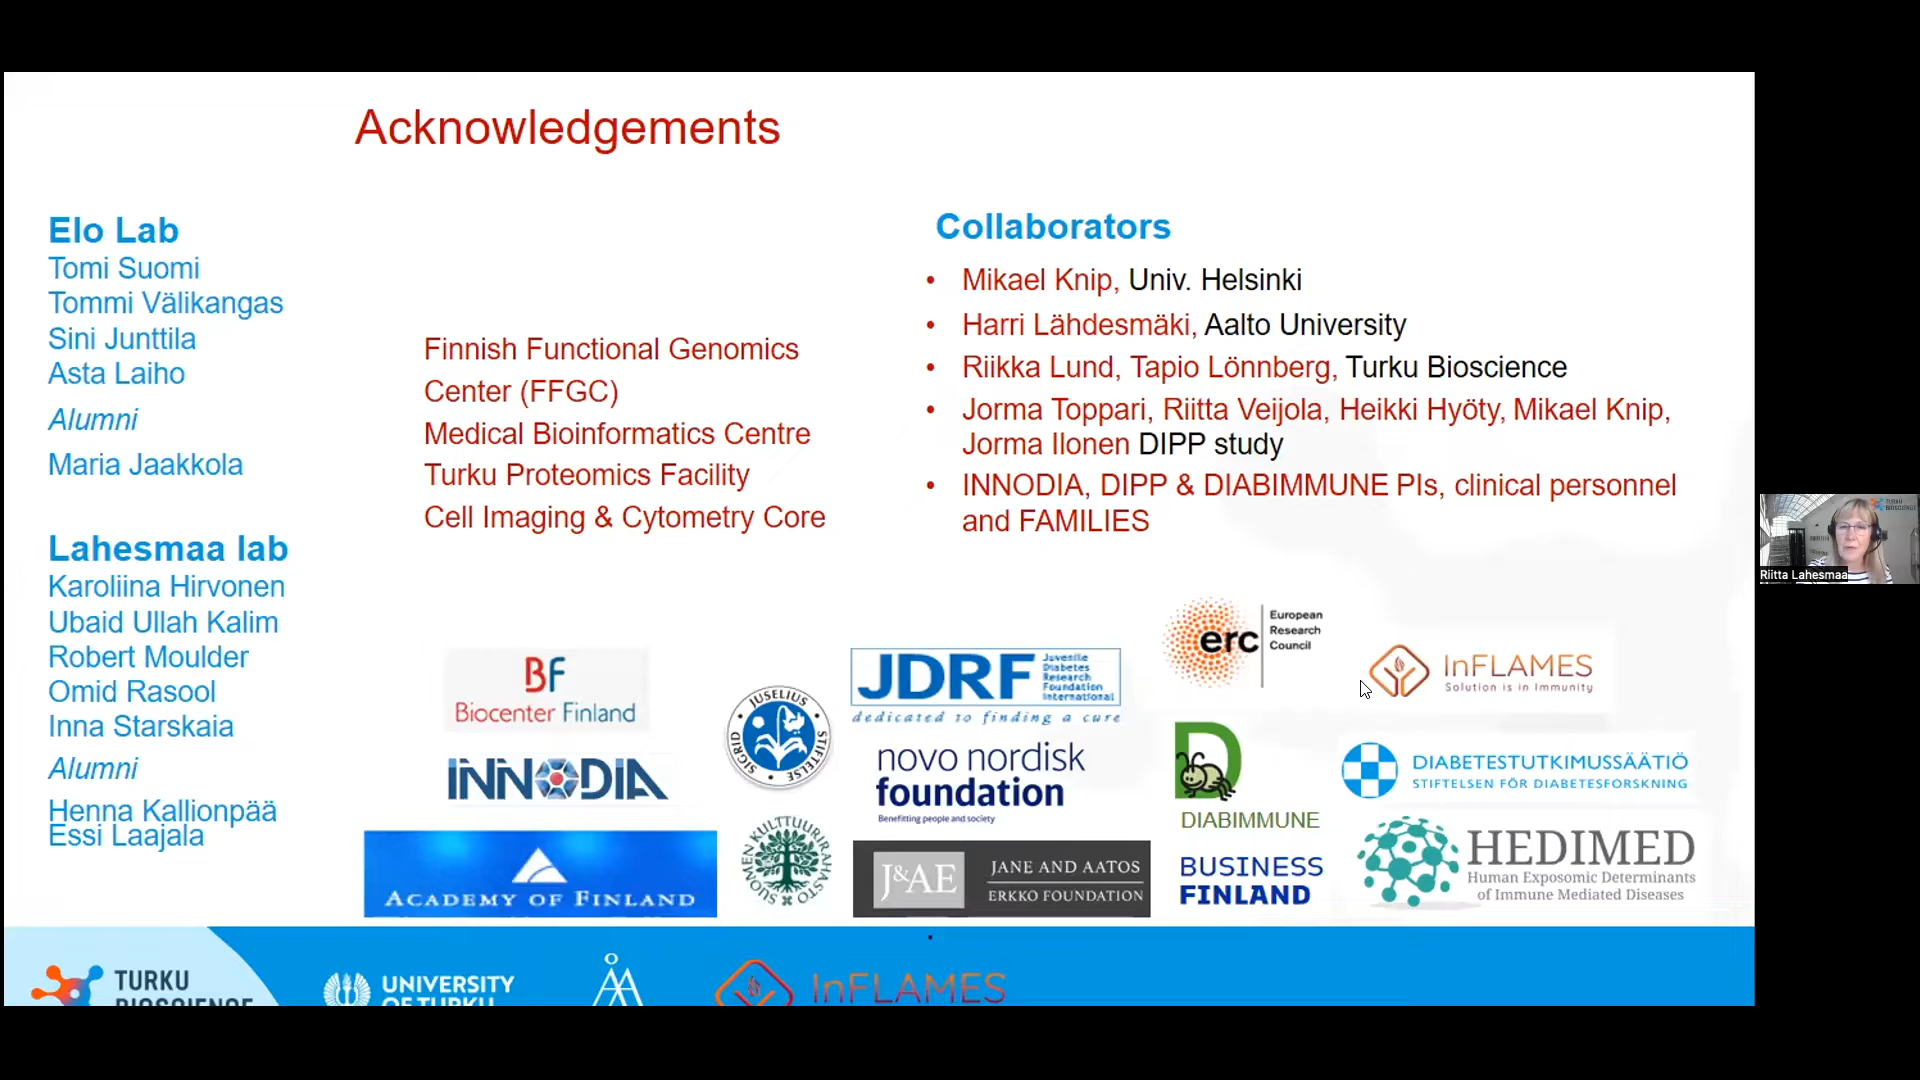 Acknowledgements
Elo Lab
Tomi Suomi
Tommi Välikangas
Sini Junttila
Asta Laiho
Alumni
Maria Jaakkola
Lahesmaa lab
Karoliina Hirvonen
Ubaid Ullah Kalim
Robert Moulder
Omid Rasool
Inna Starskaia
Alumni
Henna Kallionpää
Essi Laajala
Finnish Functional Genomics
Center (FFGC)
Medical Bioinformatics Centre
Turku Proteomics Facility
Cell Imaging & Cytometry Core
Collaborators
• Mikael Knip, Univ. Helsinki
• Harri Lähdesmäki, Aalto University
• Riikka Lund, Tapio Lönnberg, Turku Bioscience
• Jorma Toppari, Riitta Veijola, Heikki Hyöty, Mikael Knip,
Jorma Ilonen DIPP study
• INNODIA, DIPP & DIABIMMUNE PIs, clinical personnel
and FAMILIES
BF
Biocenter Finland
INNODIA
ACADEMY OF FINLAND
SIGRID JUSELIUS STIFTELSE
SUOMEN KULTTUURIRAHASTO
JDRF
Juvenile
Diabetes
Research
Foundation
International
dedicated to finding a cure
novo nordisk
foundation
Benefitting people and society
J&AE
JANE AND AATOS
ERKKO FOUNDATION
erc
European
Research
Council
D
DIABIMMUNE
BUSINESS
FINLAND
InFLAMES
Solution is in Immunity
DIABETESTUTKIMUSSÄÄTIÖ
STIFTELSEN FÖR DIABETESFORSKNING
HEDIMED
Human Exposomic Determinants
of Immune Mediated Diseases
TURKU
BIOSCIENCE
UNIVERSITY
OF TURKU
InFLAMES
TURKU
BIOSCIENCE
Riitta Lahesmaa